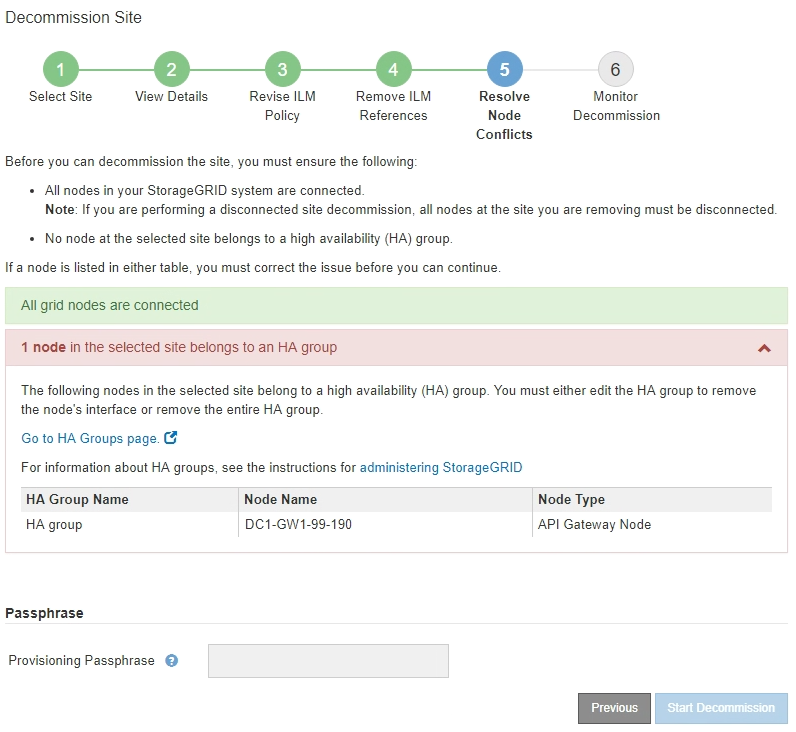 Decommission Site
1
2
3
4
5
6
Select Site
View Details
Revise ILM
Policy
Remove ILM
References
Resolve
Node
Conflicts
Monitor
Decommission
Before you can decommission the site, you must ensure the following:
• All nodes in your StorageGRID system are connected.
Note: If you are performing a disconnected site decommission, all nodes at the site you are removing must be disconnected.
• No node at the selected site belongs to a high availability (HA) group.
If a node is listed in either table, you must correct the issue before you can continue.
All grid nodes are connected
1 node in the selected site belongs to an HA group
The following nodes in the selected site belong to a high availability (HA) group. You must either edit the HA group to remove
the node's interface or remove the entire HA group.
Go to HA Groups page.
For information about HA groups, see the instructions for administering StorageGRID
HA Group Name Node Name Node Type
HA group DC1-GW1-99-190 API Gateway Node
Passphrase
Provisioning Passphrase ?
Previous Start Decommission